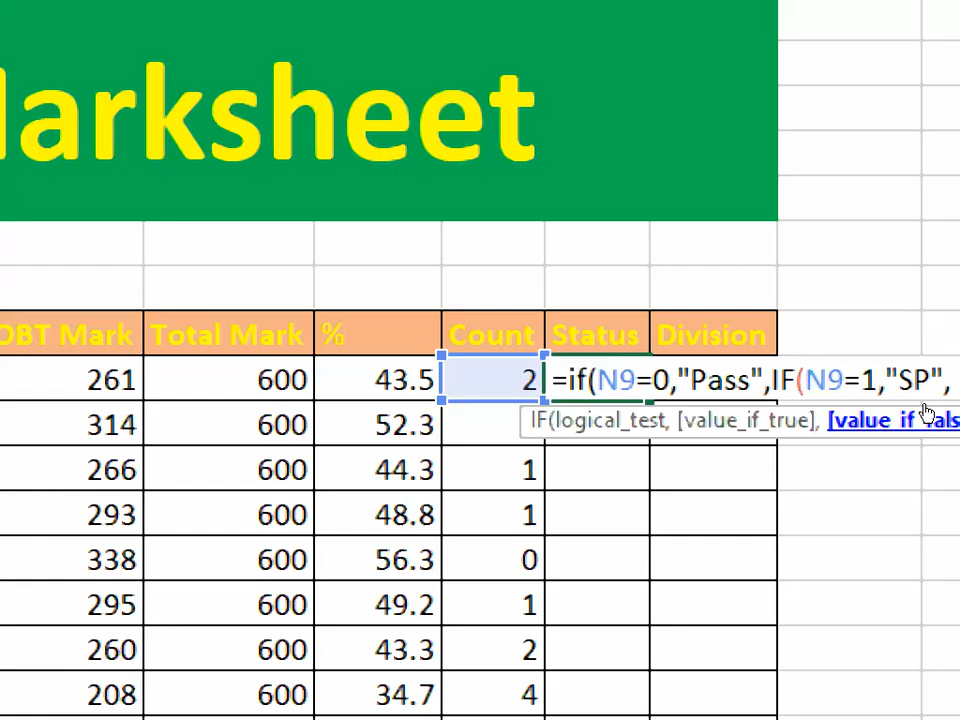 Marksheet
OBT Mark Total Mark % Count Status Division
261 600 43.5 2 =if(N9=0,"Pass",IF(N9=1,"SP",
IF(logical_test, [value_if_true], [value_if_fals
314 600 52.3
266 600 44.3 1
293 600 48.8 1
338 600 56.3 0
295 600 49.2 1
260 600 43.3 2
208 600 34.7 4